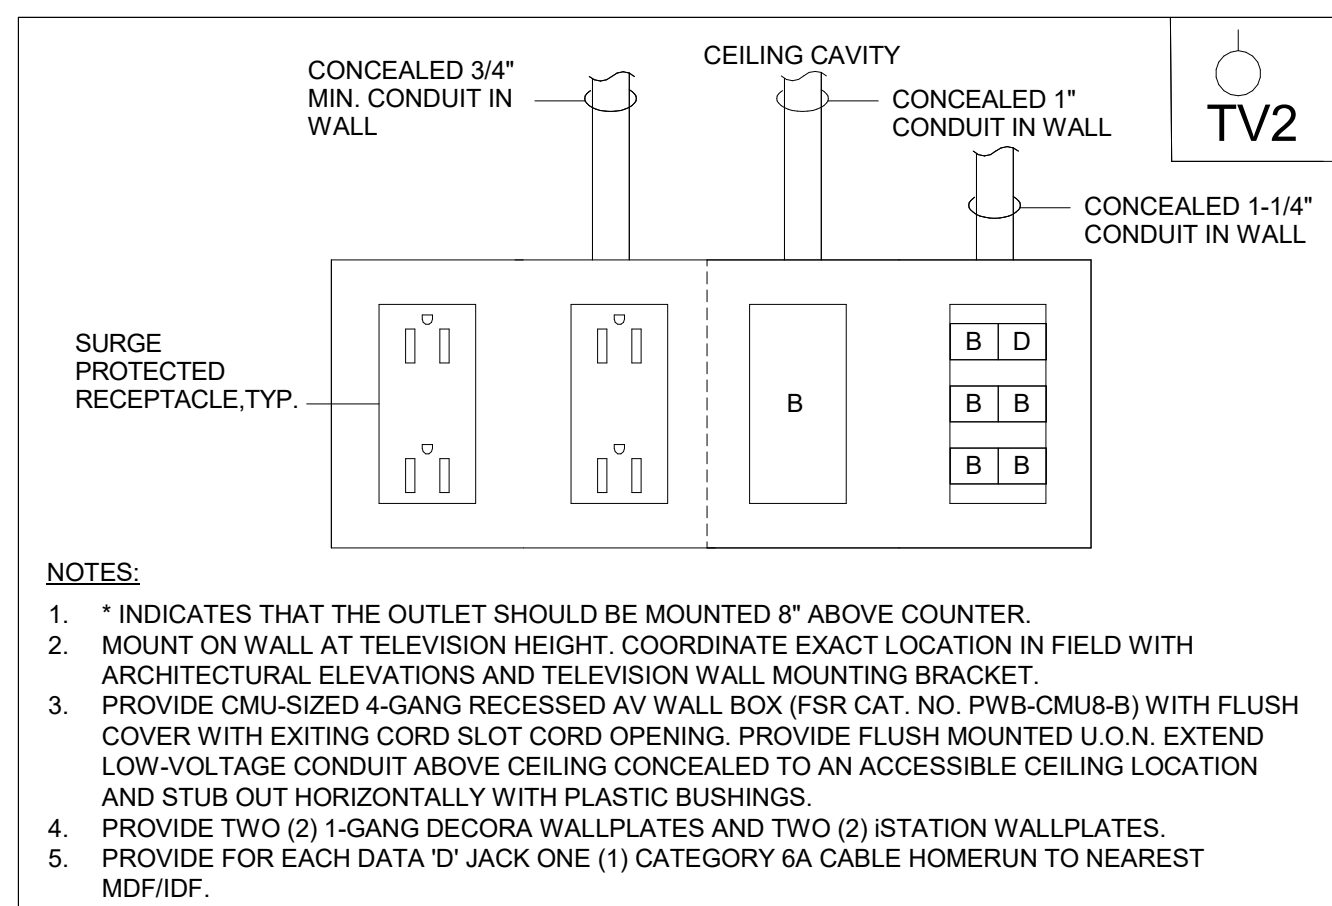 CEILING CAVITY
CONCEALED 3/4"
MIN. CONDUIT IN
WALL
CONCEALED 1"
CONDUIT IN WALL
TV2
CONCEALED 1-1/4"
CONDUIT IN WALL
SURGE
PROTECTED
RECEPTACLE,TYP.
B
B D
B B
B B
NOTES:
1. * INDICATES THAT THE OUTLET SHOULD BE MOUNTED 8" ABOVE COUNTER.
2. MOUNT ON WALL AT TELEVISION HEIGHT. COORDINATE EXACT LOCATION IN FIELD WITH
ARCHITECTURAL ELEVATIONS AND TELEVISION WALL MOUNTING BRACKET.
3. PROVIDE CMU-SIZED 4-GANG RECESSED AV WALL BOX (FSR CAT. NO. PWB-CMU8-B) WITH FLUSH
COVER WITH EXITING CORD SLOT CORD OPENING. PROVIDE FLUSH MOUNTED U.O.N. EXTEND
LOW-VOLTAGE CONDUIT ABOVE CEILING CONCEALED TO AN ACCESSIBLE CEILING LOCATION
AND STUB OUT HORIZONTALLY WITH PLASTIC BUSHINGS.
4. PROVIDE TWO (2) 1-GANG DECORA WALLPLATES AND TWO (2) iSTATION WALLPLATES.
5. PROVIDE FOR EACH DATA 'D' JACK ONE (1) CATEGORY 6A CABLE HOMERUN TO NEAREST
MDF/IDF.